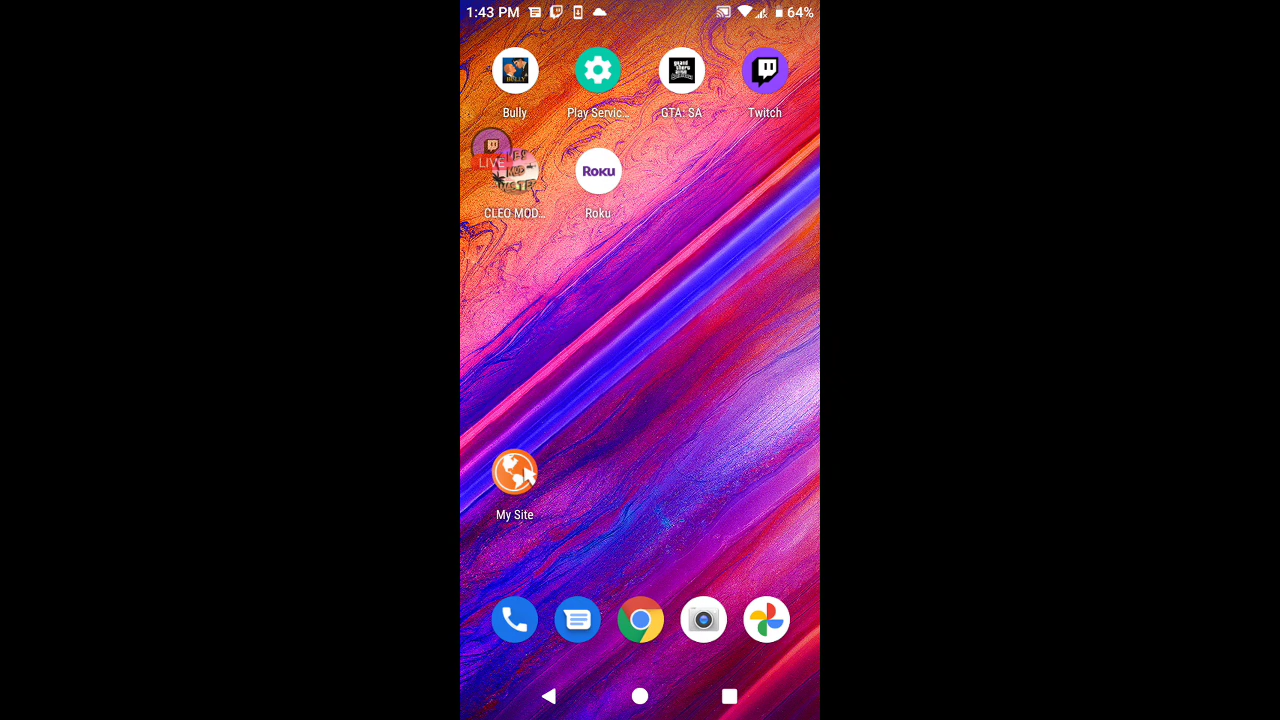 1:43 PM
64%
Bully
Play Servic...
GTA: SA
Twitch
LIVE
CLEO MOD...
Roku
Roku
My Site